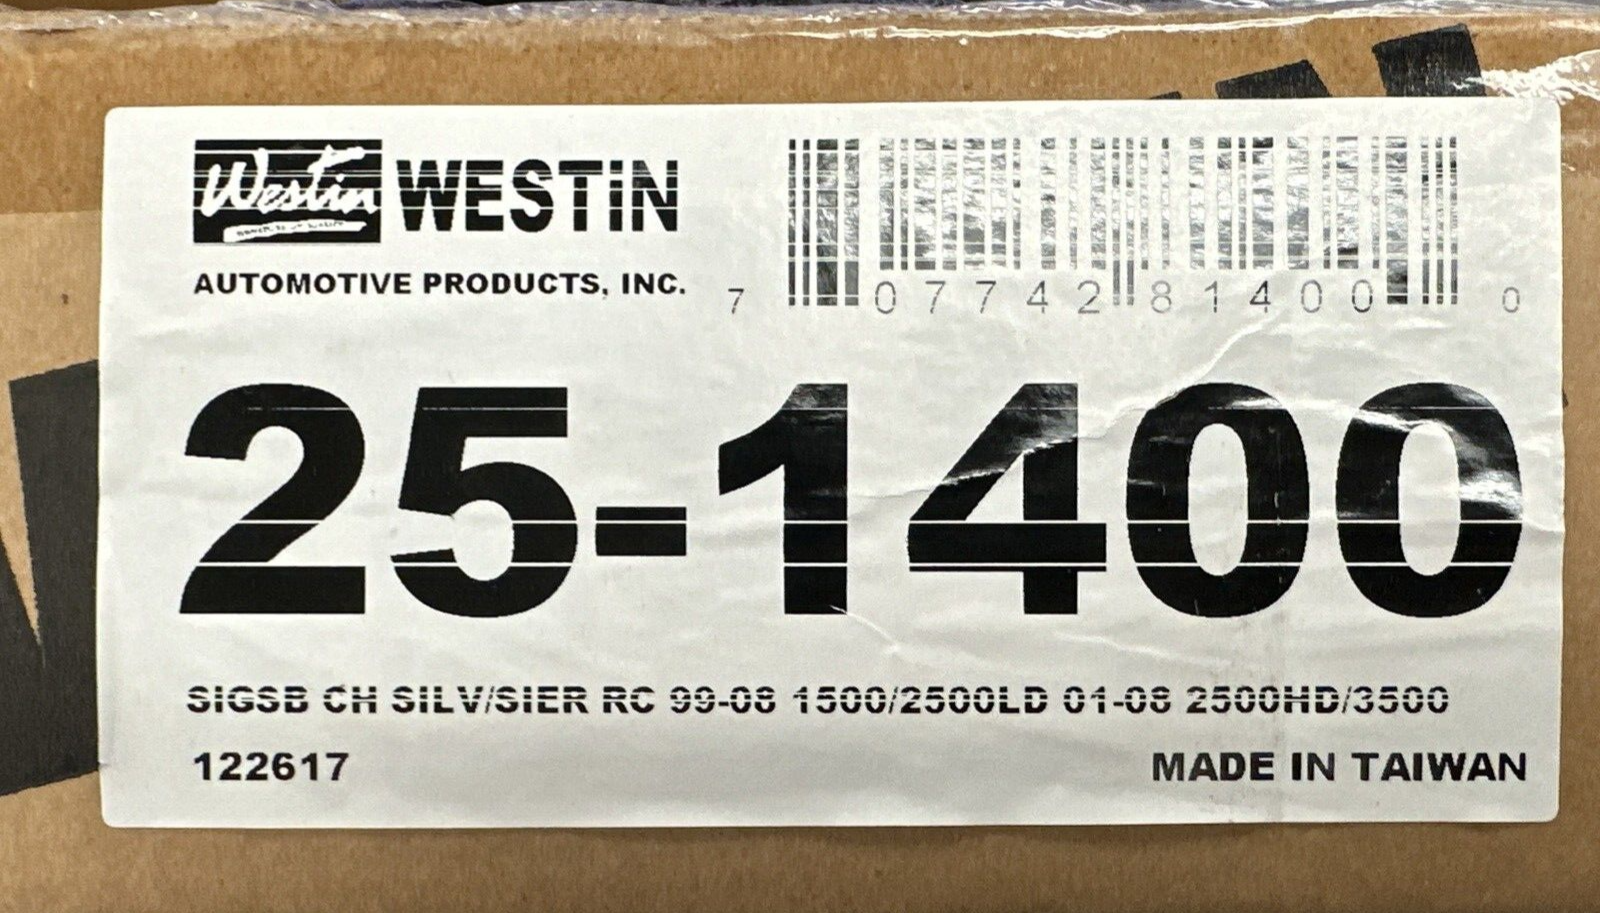 Westin WESTiN
AUTOMOTIVE PRODUCTS, INC.
7 07742 81400 0
25-1400
SIGSB CH SILV/SIER RC 99-08 1500/2500LD 01-08 2500HD/3500
122617 MADE IN TAIWAN